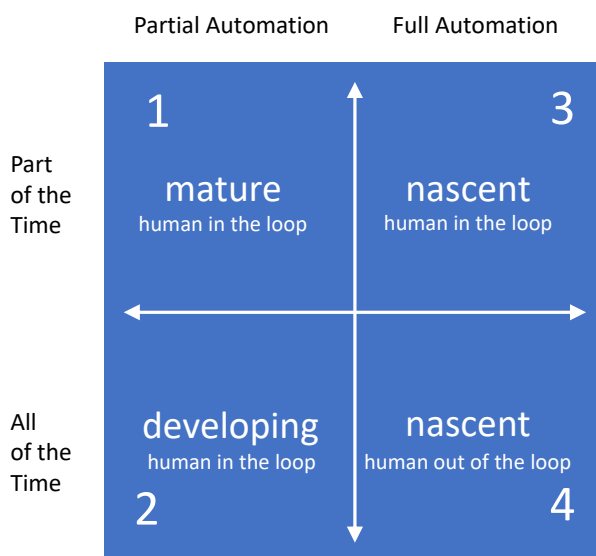 Partial Automation
Full Automation
1
3
Part
of the
Time
mature
human in the loop
nascent
human in the loop
All
of the
Time
developing
human in the loop
nascent
human out of the loop
2
4